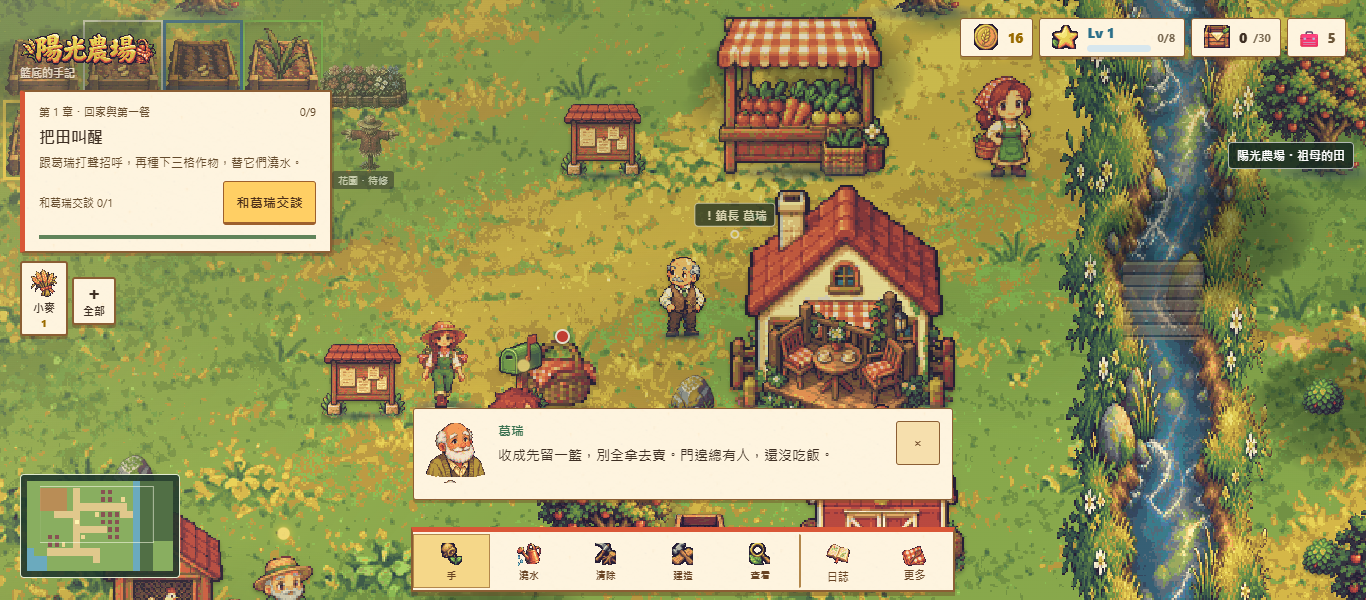 陽光農場
籃底的手記
第 1 章・回家與第一餐 0/9
把田叫醒
跟葛瑞打聲招呼，再種下三格作物，替它們澆水。
和葛瑞交談 0/1
和葛瑞交談
小麥
1
+
全部
花圃・待修
16
Lv 1
0/8
0 /30
5
陽光農場・祖母的田
! 鎮長 葛瑞
葛瑞
收成先留一籃，別全拿去賣。門邊總有人，還沒吃飯。
×
手
澆水
清除
建造
查看
日誌
更多